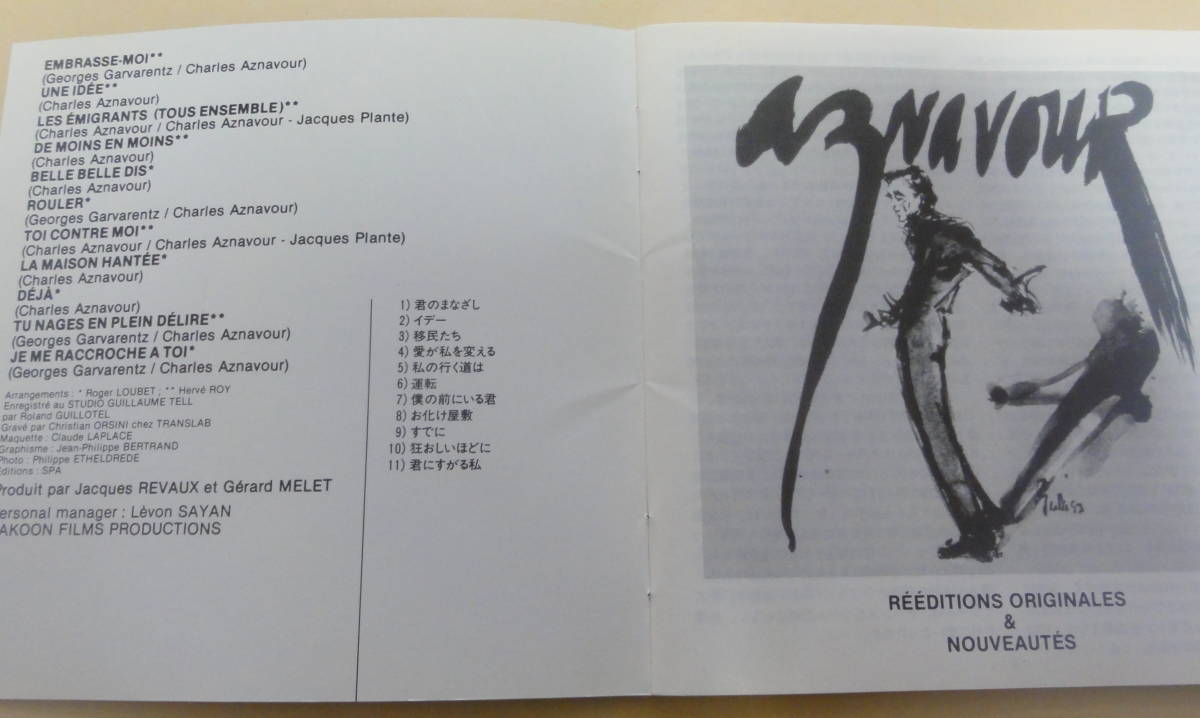 EMBRASSE-MOI**
(Georges Garvarentz / Charles Aznavour)
UNE IDÉE**
(Charles Aznavour)
LES ÉMIGRANTS (TOUS ENSEMBLE)**
(Charles Aznavour / Charles Aznavour - Jacques Plante)
DE MOINS EN MOINS**
(Charles Aznavour)
BELLE BELLE DIS*
(Charles Aznavour)
ROULER*
(Georges Garvarentz / Charles Aznavour)
TOI CONTRE MOI**
(Charles Aznavour / Charles Aznavour - Jacques Plante)
LA MAISON HANTÉE*
(Charles Aznavour)
DÉJÀ*
(Charles Aznavour)
TU NAGES EN PLEIN DÉLIRE**
(Georges Garvarentz / Charles Aznavour)
JE ME RACCROCHE A TOI*
(Georges Garvarentz / Charles Aznavour)
Arrangements : * Roger LOUBET ; ** Hervé ROY
Enregistré au STUDIO GUILLAUME TELL
par Roland GUILLOTEL
Gravé par Christian ORSINI chez TRANSLAB
Maquette : Claude LAPLACE
Graphisme : Jean-Philippe BERTRAND
Photo : Philippe ETHELDREDE
Editions : SPA
Produit par Jacques REVAUX et Gérard MELET
ersonal manager : Lèvon SAYAN
AKOON FILMS PRODUCTIONS
1) 君のまなざし
2) イデー
3) 移民たち
4) 愛が私を変える
5) 私の行く道は
6) 運転
7) 僕の前にいる君
8) お化け屋敷
9) すでに
10) 狂おしいほどに
11) 君にすがる私
AZNAVOUR
RÉÉDITIONS ORIGINALES
&
NOUVEAUTÉS